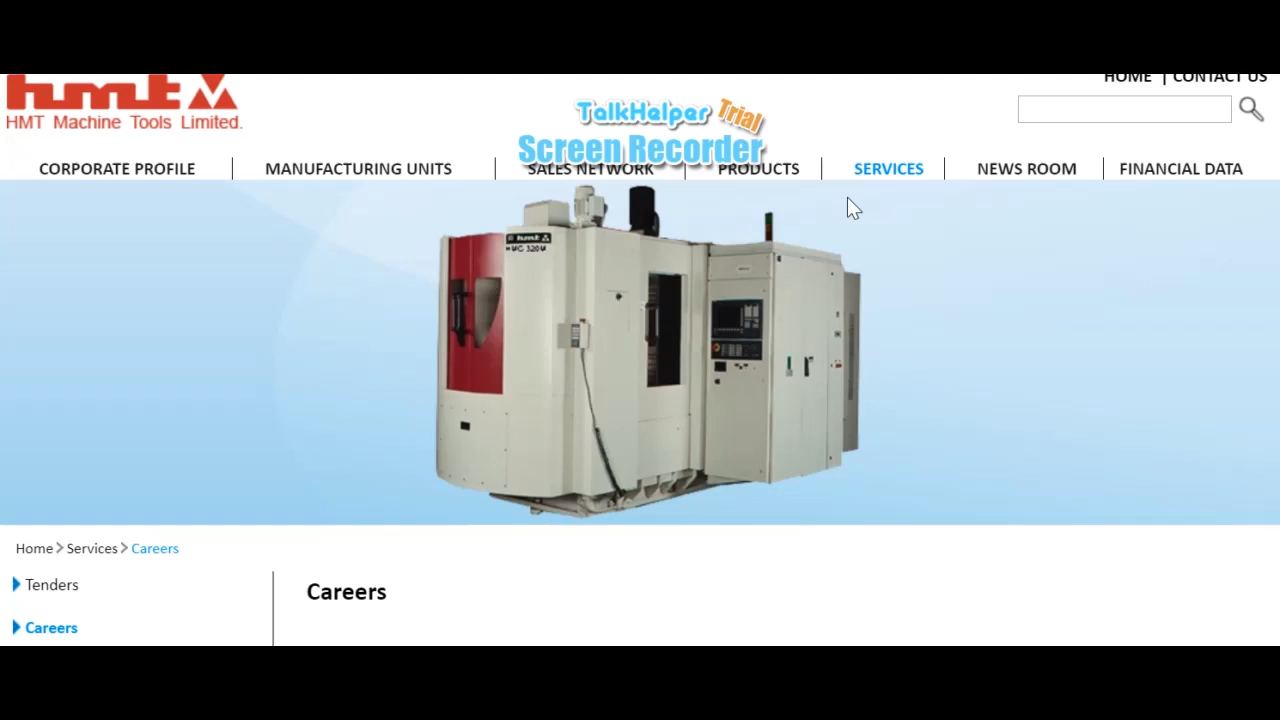 HOME | CONTACT US
hmt
HMT Machine Tools Limited.
TalkHelper Trial
Screen Recorder
CORPORATE PROFILE
MANUFACTURING UNITS
SALES NETWORK
PRODUCTS
SERVICES
NEWS ROOM
FINANCIAL DATA
hmt
Home > Services > Careers
Tenders
Careers
Careers